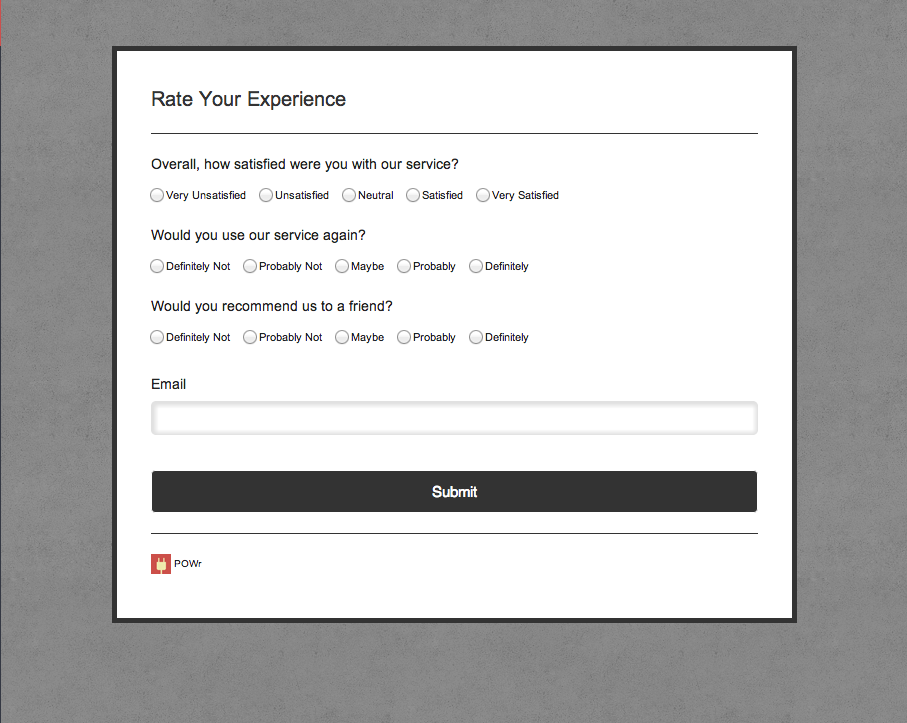 Rate Your Experience
Overall, how satisfied were you with our service?
Very Unsatisfied Unsatisfied Neutral Satisfied Very Satisfied
Would you use our service again?
Definitely Not Probably Not Maybe Probably Definitely
Would you recommend us to a friend?
Definitely Not Probably Not Maybe Probably Definitely
Email
Submit
POWr